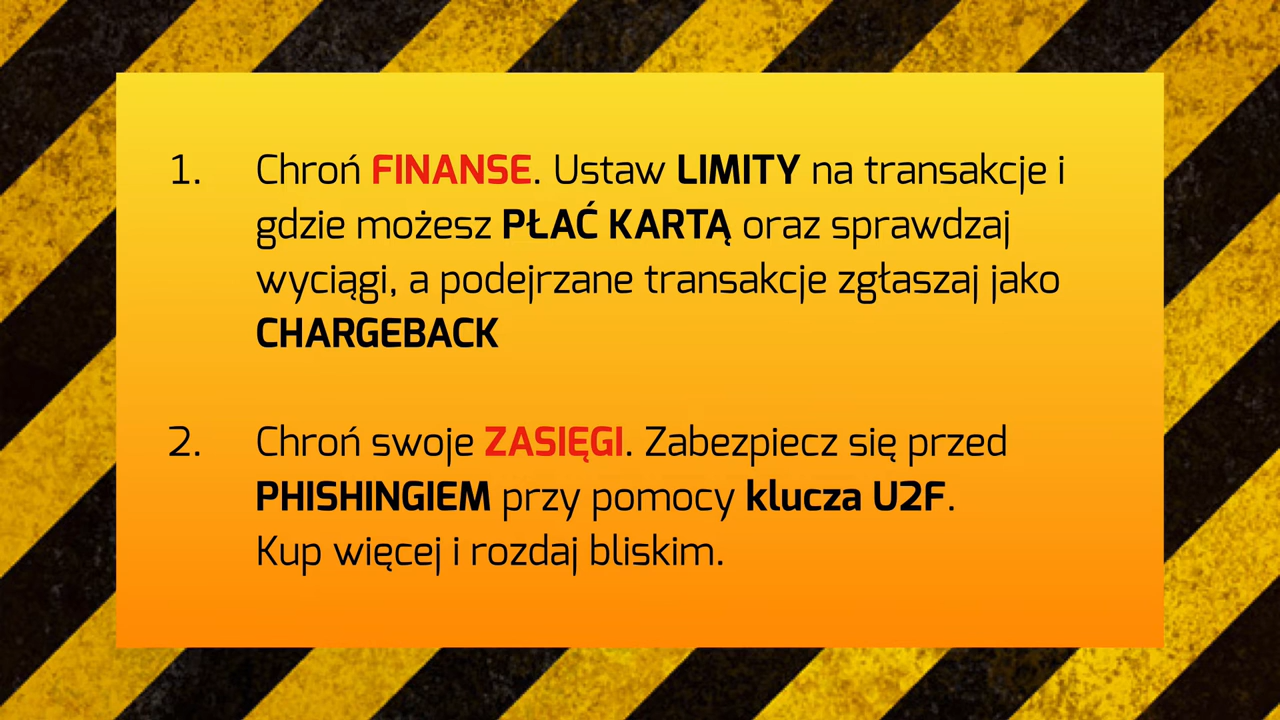 1. Chroń FINANSE. Ustaw LIMITY na transakcje i
gdzie możesz PŁAĆ KARTĄ oraz sprawdzaj
wyciągi, a podejrzane transakcje zgłaszaj jako
CHARGEBACK
2. Chroń swoje ZASIĘGI. Zabezpiecz się przed
PHISHINGIEM przy pomocy klucza U2F.
Kup więcej i rozdaj bliskim.